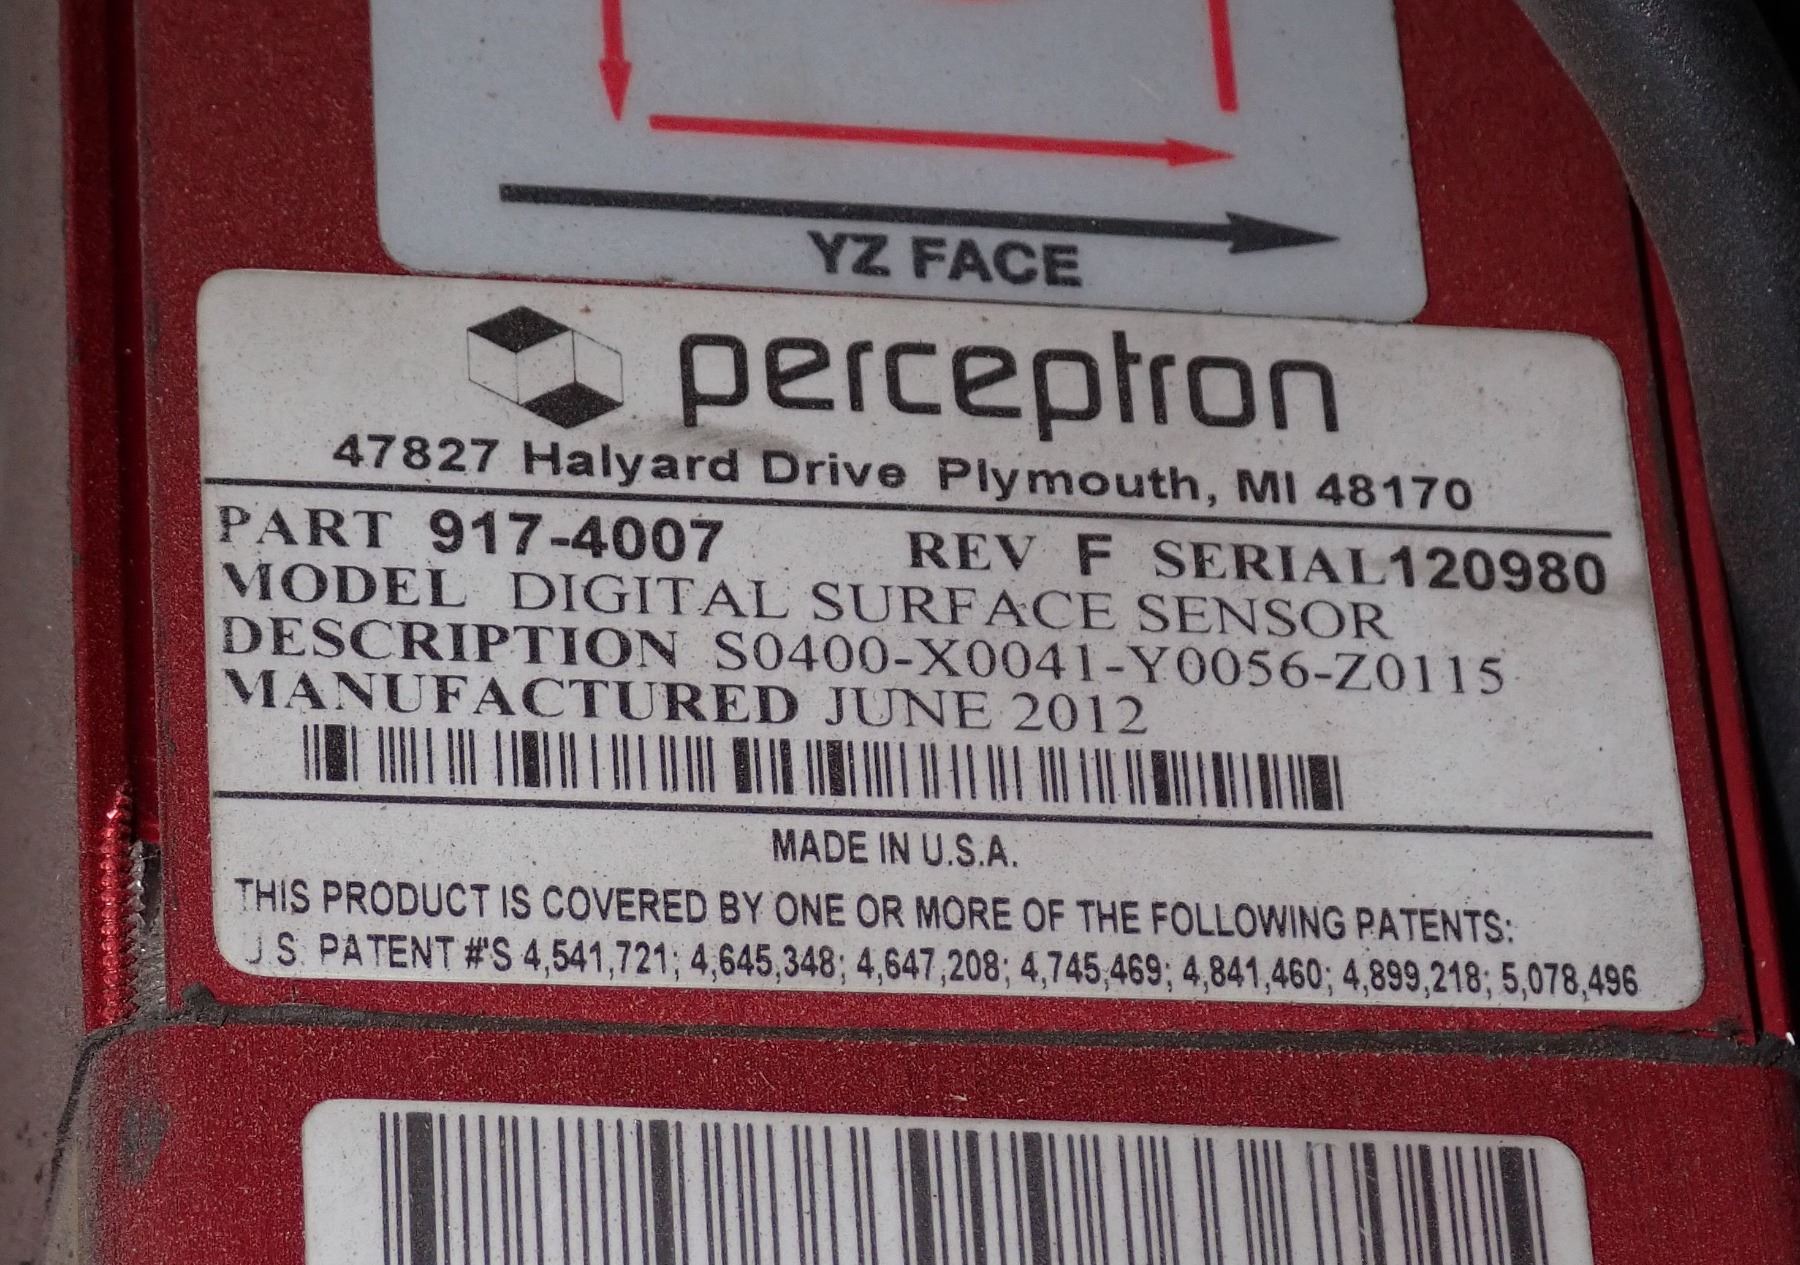 YZ FACE
perceptron
47827 Halyard Drive Plymouth, MI 48170
PART 917-4007 REV F SERIAL 120980
MODEL DIGITAL SURFACE SENSOR
DESCRIPTION S0400-X0041-Y0056-Z0115
MANUFACTURED JUNE 2012
MADE IN U.S.A.
THIS PRODUCT IS COVERED BY ONE OR MORE OF THE FOLLOWING PATENTS:
U.S. PATENT #'S 4,541,721; 4,645,348; 4,647,208; 4,745,469; 4,841,460; 4,899,218; 5,078,496